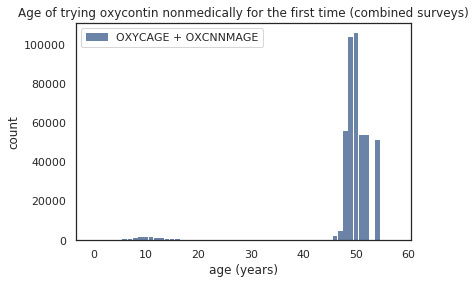 Age of trying oxycontin nonmedically for the first time (combined surveys)
OXYCAGE + OXCNNMAGE
100000
80000
60000
40000
20000
0
count
0 10 20 30 40 50 60
age (years)